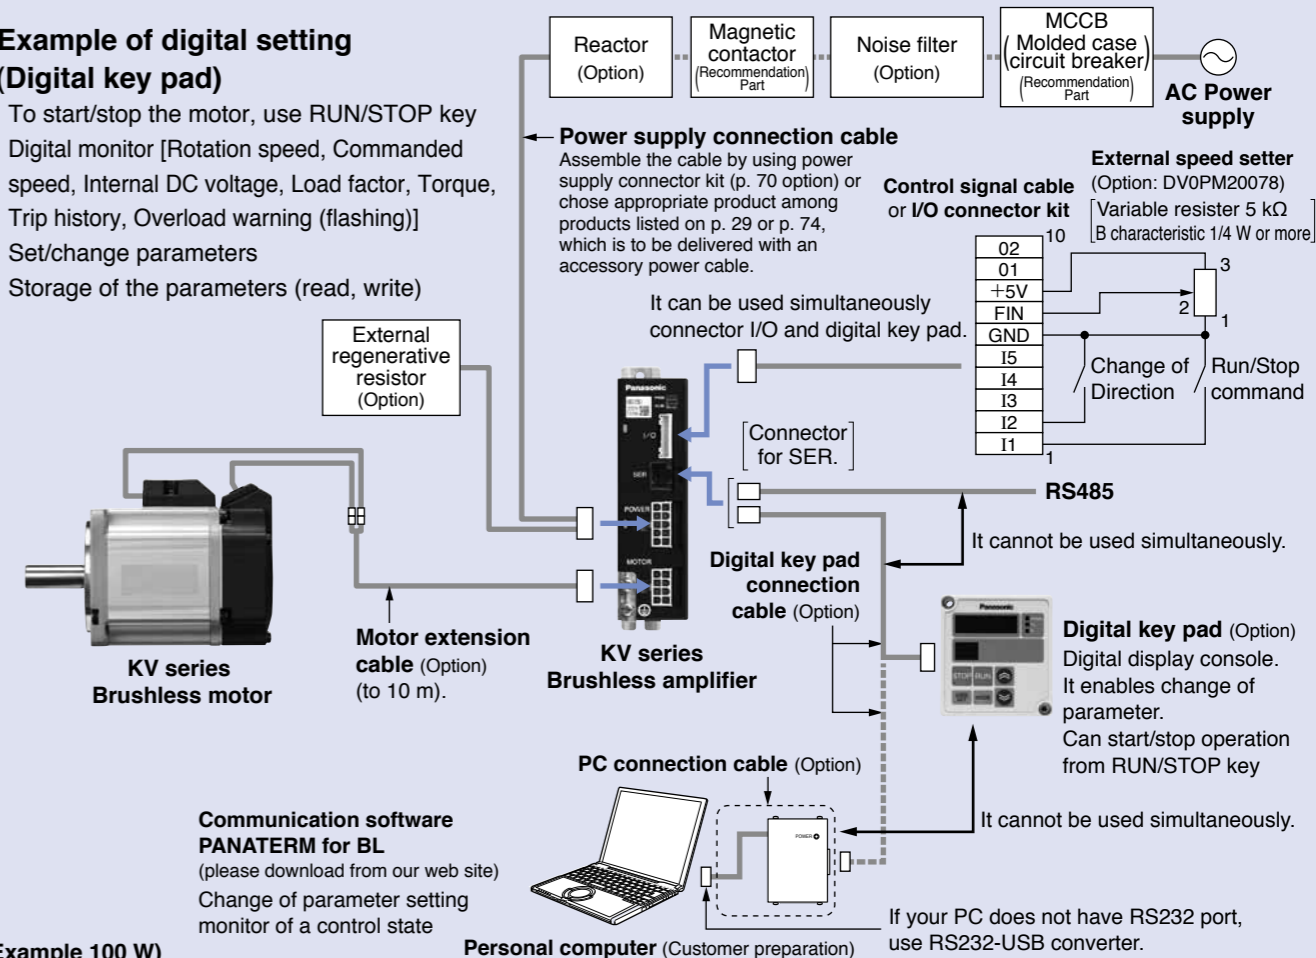 Example of digital setting
(Digital key pad)
To start/stop the motor, use RUN/STOP key
Digital monitor [Rotation speed, Commanded
speed, Internal DC voltage, Load factor, Torque,
Trip history, Overload warning (flashing)]
Set/change parameters
Storage of the parameters (read, write)
Reactor
(Option)
Magnetic
contactor
(Recommendation
Part)
Noise filter
(Option)
MCCB
(Molded case
circuit breaker)
(Recommendation
Part)
AC Power
supply
Power supply connection cable
Assemble the cable by using power
supply connector kit (p. 70 option) or
chose appropriate product among
products listed on p. 29 or p. 74,
which is to be delivered with an
accessory power cable.
External speed setter
(Option: DV0PM20078)
[Variable resister 5 kΩ
B characteristic 1/4 W or more]
Control signal cable
or I/O connector kit
10
02
01
+5V
FIN
GND
I5
I4
I3
I2
I1
1
3
2
1
Change of
Direction
Run/Stop
command
It can be used simultaneously
connector I/O and digital key pad.
External
regenerative
resistor
(Option)
Panasonic
I/O
SER
POWER
MOTOR
[Connector
for SER.]
RS485
It cannot be used simultaneously.
Digital key pad
connection
cable (Option)
KV series
Brushless motor
Motor extension
cable (Option)
(to 10 m).
KV series
Brushless amplifier
Panasonic
STOP
RUN
Digital key pad (Option)
Digital display console.
It enables change of
parameter.
Can start/stop operation
from RUN/STOP key
PC connection cable (Option)
POWER
It cannot be used simultaneously.
Communication software
PANATERM for BL
(please download from our web site)
Change of parameter setting
monitor of a control state
Personal computer (Customer preparation)
If your PC does not have RS232 port,
use RS232-USB converter.
Example 100 W)